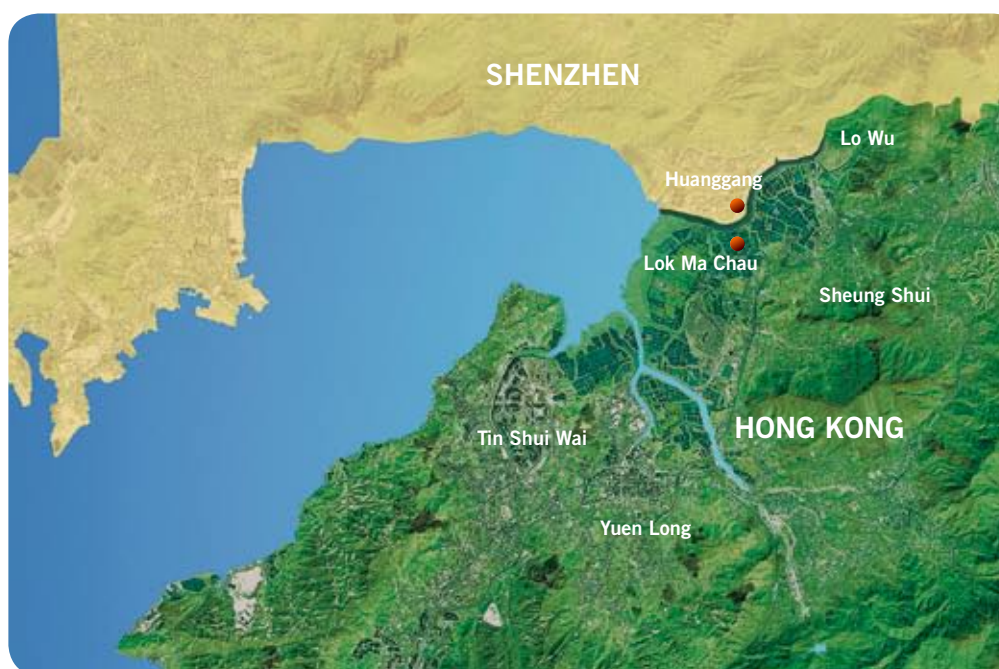 SHENZHEN
Lo Wu
Huanggang
Lok Ma Chau
Sheung Shui
HONG KONG
Tin Shui Wai
Yuen Long